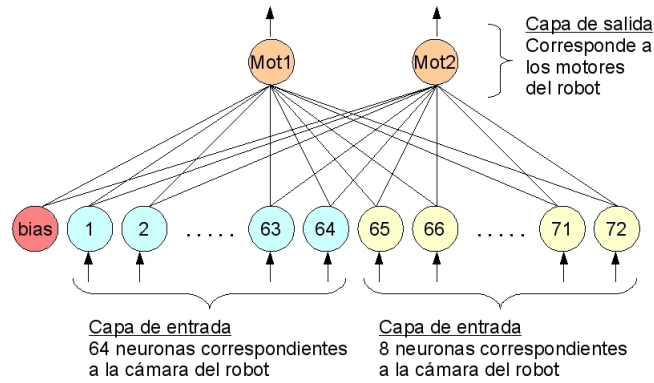 Capa de salida
Corresponde a
los motores
del robot
Mot1
Mot2
bias
1
2
.....
63
64
65
66
.....
71
72
Capa de entrada
64 neuronas correspondientes
a la cámara del robot
Capa de entrada
8 neuronas correspondientes
a la cámara del robot